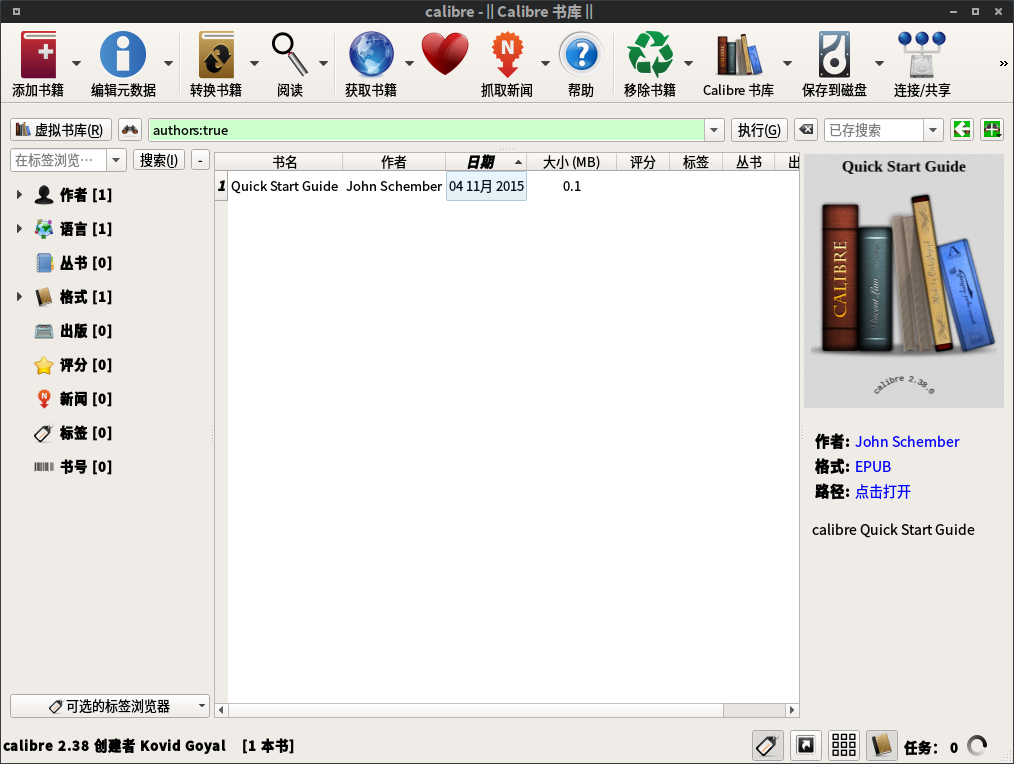 calibre - || Calibre 书库 ||
添加书籍 编辑元数据 转换书籍 阅读 获取书籍 抓取新闻 帮助 移除书籍 Calibre 书库 保存到磁盘 连接/共享 »
虚拟书库(R) authors:true 执行(G) 已存搜索
在标签浏览… 搜索(I) -
书名 作者 日期 大小 (MB) 评分 标签 丛书 出
1 Quick Start Guide John Schember 04 11月 2015 0.1
作者 [1]
语言 [1]
丛书 [0]
格式 [1]
出版 [0]
评分 [0]
新闻 [0]
标签 [0]
书号 [0]
可选的标签浏览器
Quick Start Guide
CALIBRE
calibre 2.38.0
作者: John Schember
格式: EPUB
路径: 点击打开
calibre Quick Start Guide
calibre 2.38 创建者 Kovid Goyal [1 本书]
任务: 0